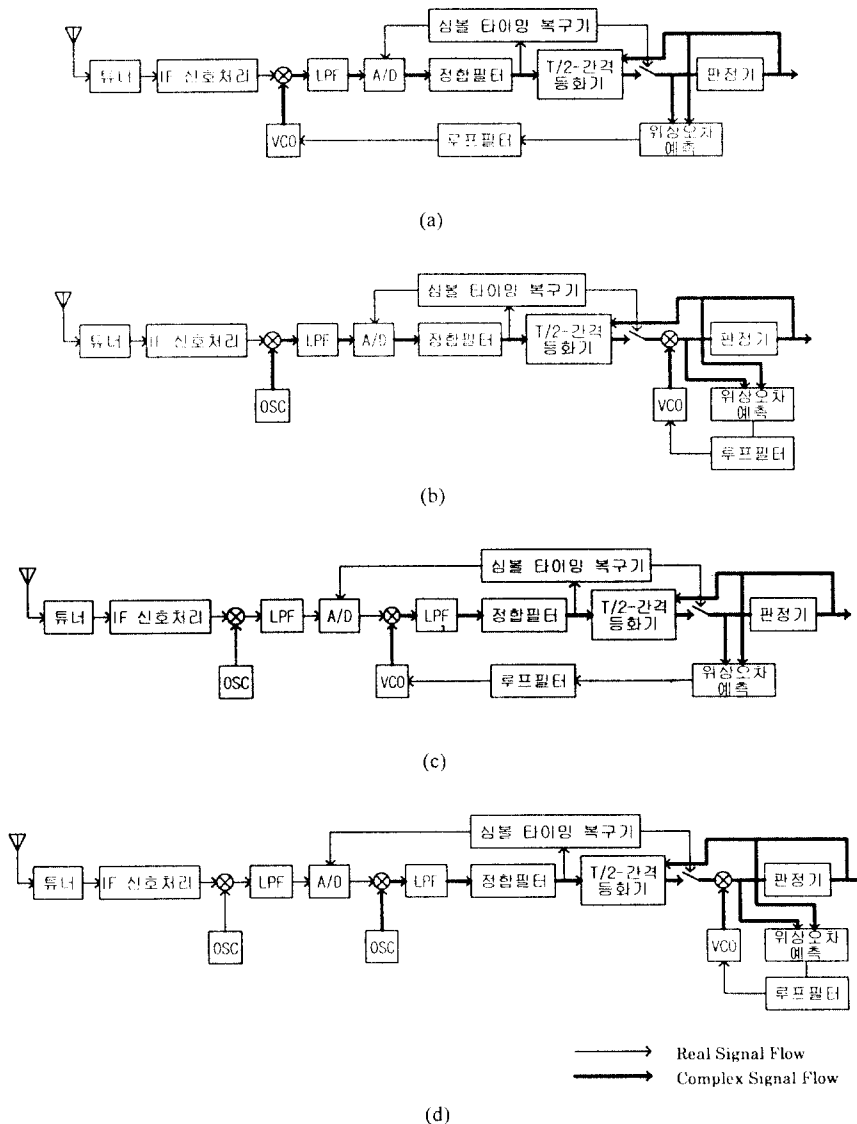 심볼 타이밍 복구기
튜너
IF 신호처리
LPF
A/D
정합필터
T/2-간격
등화기
판정기
VCO
루프필터
위상오차
예측
(a)
심볼 타이밍 복구기
튜너
IF 신호처리
LPF
A/D
정합필터
T/2-간격
등화기
판정기
OSC
VCO
위상오차
예측
루프필터
(b)
심볼 타이밍 복구기
튜너
IF 신호처리
LPF
A/D
LPF
정합필터
T/2-간격
등화기
판정기
OSC
VCO
루프필터
위상오차
예측
(c)
심볼 타이밍 복구기
튜너
IF 신호처리
LPF
A/D
LPF
정합필터
T/2-간격
등화기
판정기
OSC
OSC
VCO
위상오차
예측
루프필터
Real Signal Flow
Complex Signal Flow
(d)